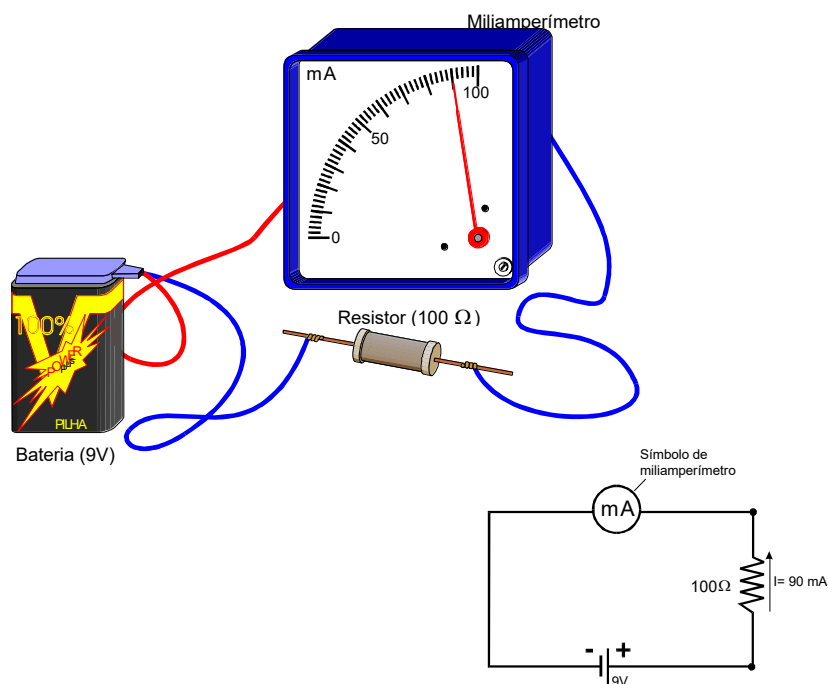 Miliamperímetro
mA
100
50
0
Resistor (100 Ω)
100%
POWER
PILHA
Bateria (9V)
Símbolo de
miliamperímetro
mA
100Ω
I= 90 mA
- +
9V